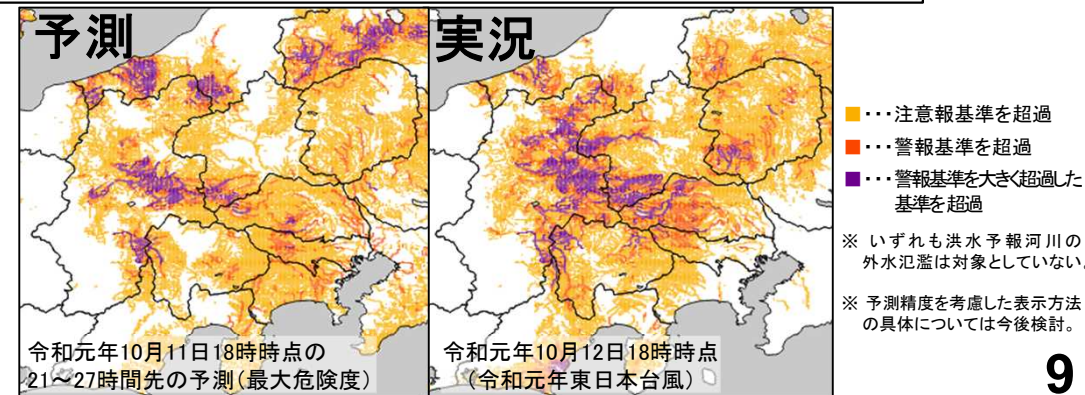 予測
令和元年10月11日18時時点の
21～27時間先の予測(最大危険度)
実況
令和元年10月12日18時時点
(令和元年東日本台風)
■･･･注意報基準を超過
■･･･警報基準を超過
■･･･警報基準を大きく超過した
基準を超過
※ いずれも洪水予報河川の
外水氾濫は対象としていない。
※ 予測精度を考慮した表示方法
の具体については今後検討。
9